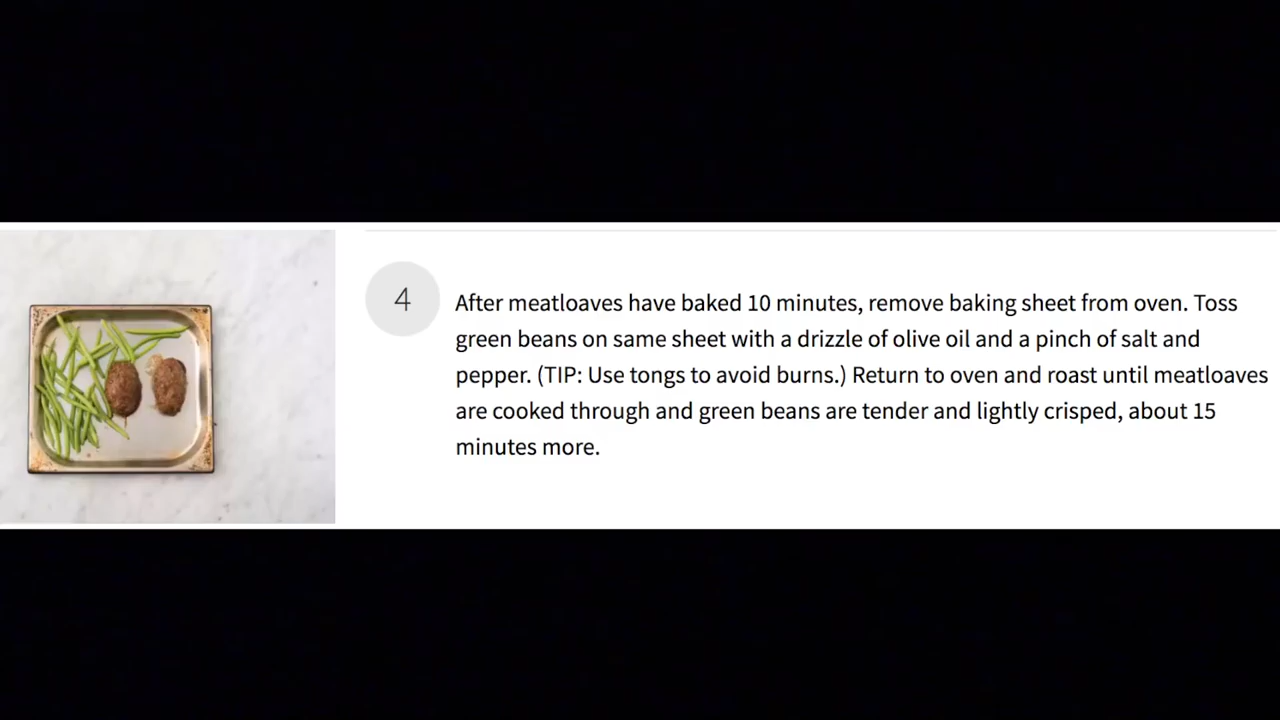 4
After meatloaves have baked 10 minutes, remove baking sheet from oven. Toss
green beans on same sheet with a drizzle of olive oil and a pinch of salt and
pepper. (TIP: Use tongs to avoid burns.) Return to oven and roast until meatloaves
are cooked through and green beans are tender and lightly crisped, about 15
minutes more.